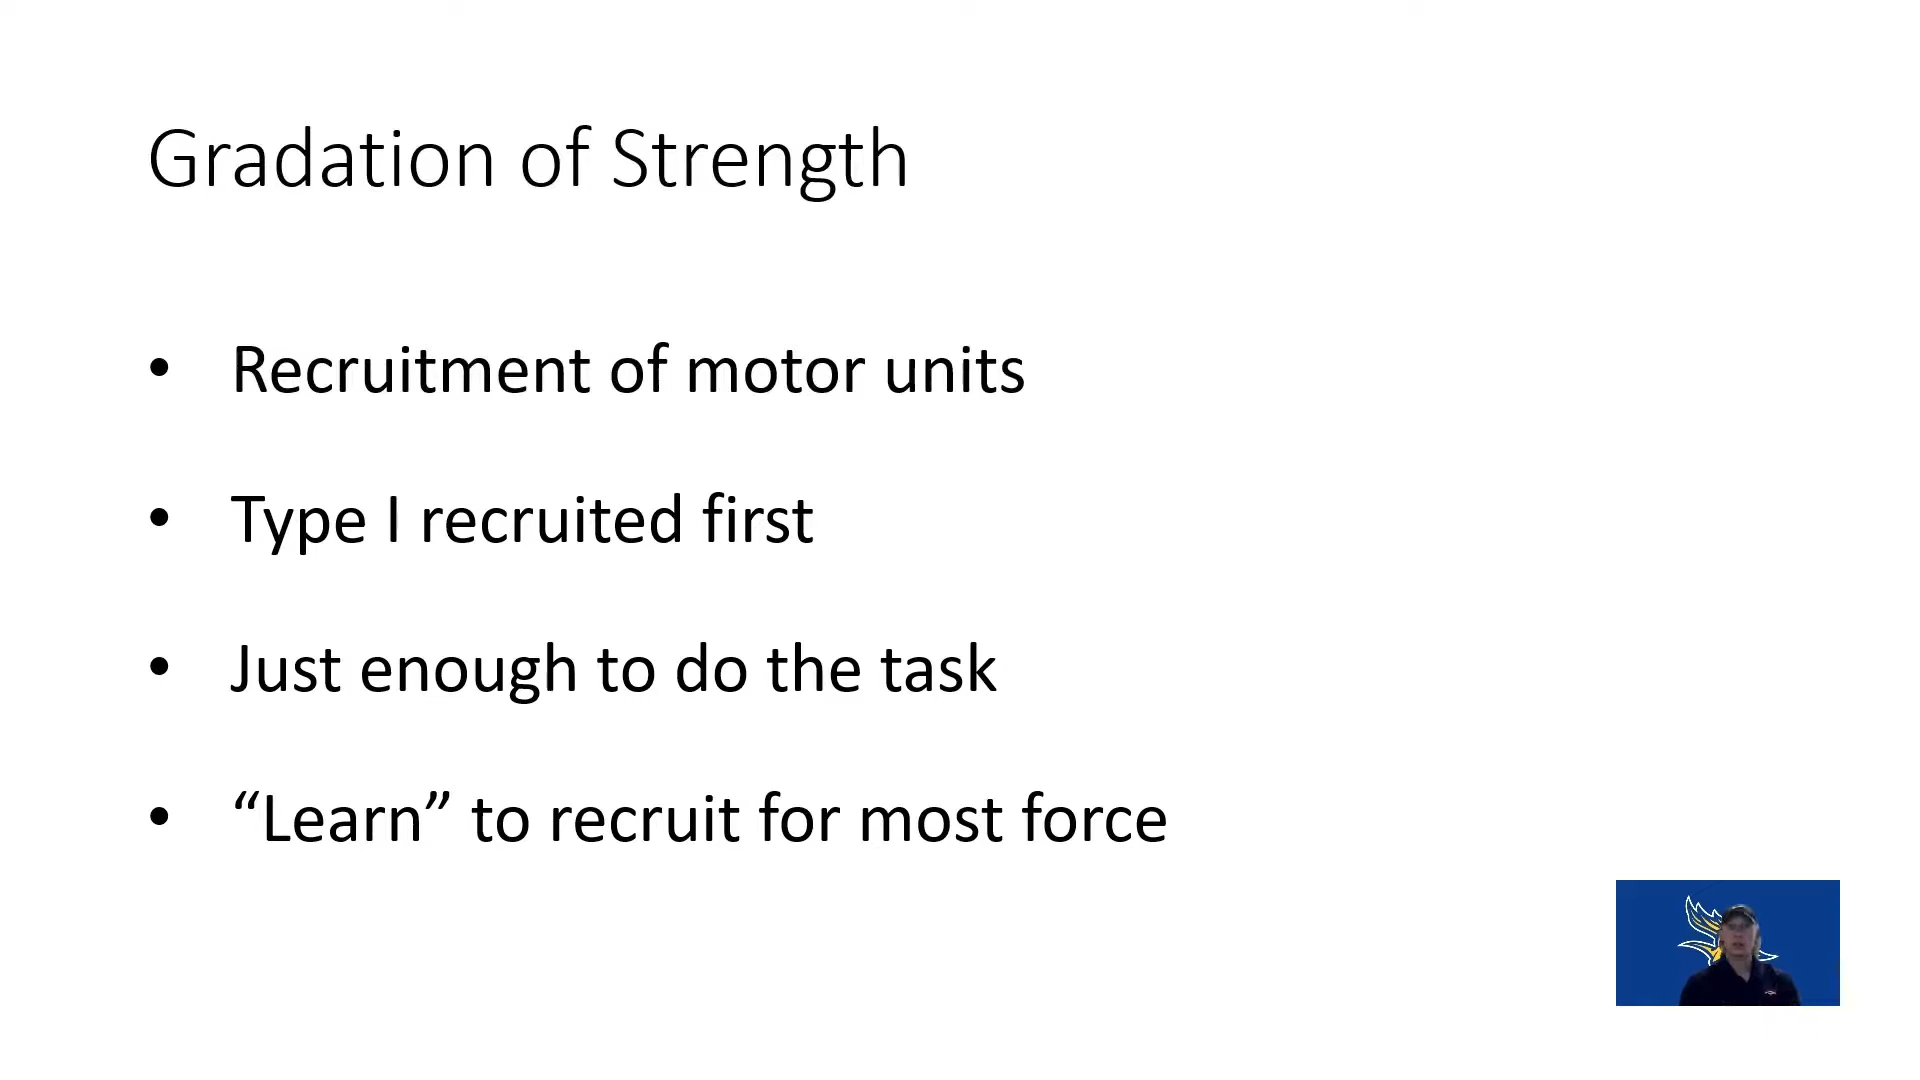 Gradation of Strength
• Recruitment of motor units
• Type I recruited first
• Just enough to do the task
• “Learn” to recruit for most force